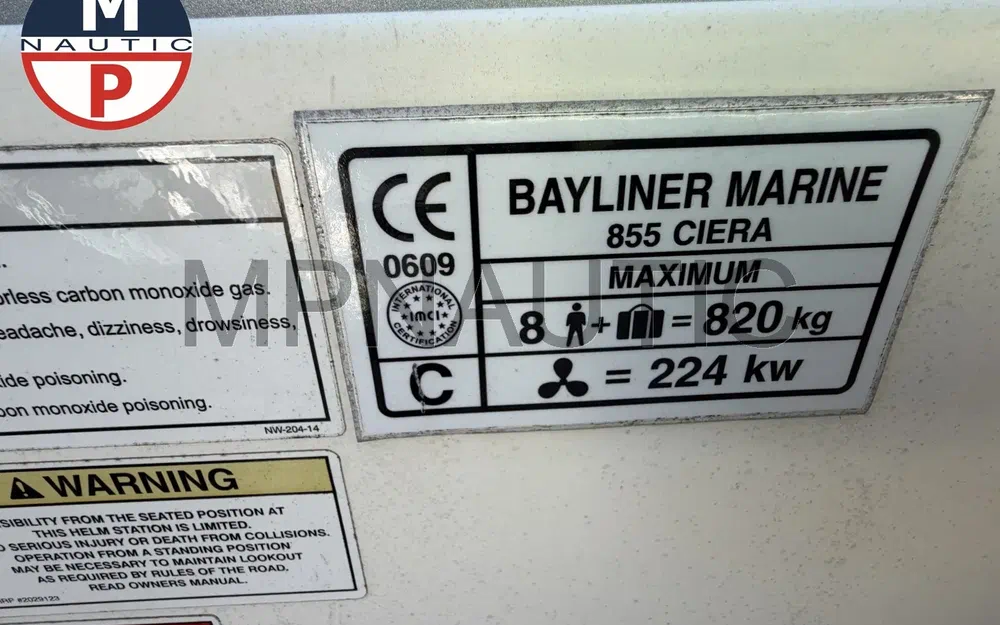 M
NAUTIC
P
orless carbon monoxide gas.
eadache, dizziness, drowsiness,
ide poisoning.
bon monoxide poisoning.
NW-204-14
CE
0609
INTERNATIONAL
IMCI
CERTIFICATION
C
BAYLINER MARINE
855 CIERA
MAXIMUM
8 + = 820 kg
= 224 kw
MPNAUTIC
WARNING
SIBILITY FROM THE SEATED POSITION AT
THIS HELM STATION IS LIMITED.
SERIOUS INJURY OR DEATH FROM COLLISIONS.
OPERATION FROM A STANDING POSITION
MAY BE NECESSARY TO MAINTAIN LOOKOUT
AS REQUIRED BY RULES OF THE ROAD.
READ OWNERS MANUAL.
#2029123